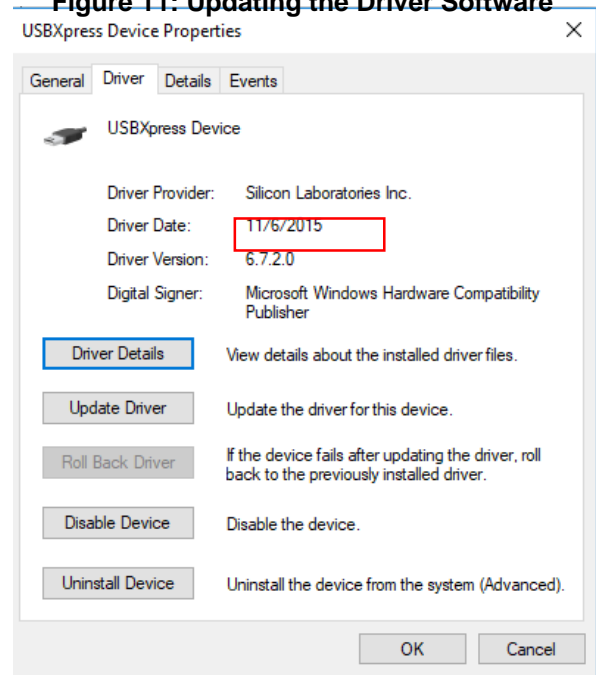 Figure 11: Updating the Driver Software
USBXpress Device Properties
General Driver Details Events
USBXpress Device
Driver Provider: Silicon Laboratories Inc.
Driver Date: 11/6/2015
Driver Version: 6.7.2.0
Digital Signer: Microsoft Windows Hardware Compatibility
Publisher
Driver Details View details about the installed driver files.
Update Driver Update the driver for this device.
Roll Back Driver If the device fails after updating the driver, roll
back to the previously installed driver.
Disable Device Disable the device.
Uninstall Device Uninstall the device from the system (Advanced).
OK Cancel